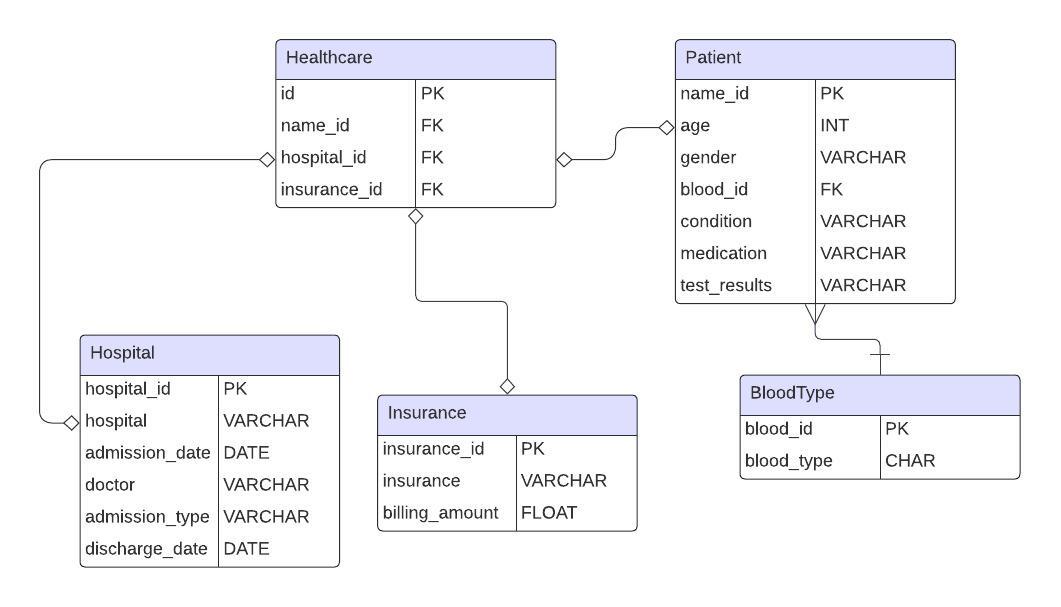 Healthcare
id PK
name_id FK
hospital_id FK
insurance_id FK
Patient
name_id PK
age INT
gender VARCHAR
blood_id FK
condition VARCHAR
medication VARCHAR
test_results VARCHAR
Hospital
hospital_id PK
hospital VARCHAR
admission_date DATE
doctor VARCHAR
admission_type VARCHAR
discharge_date DATE
Insurance
insurance_id PK
insurance VARCHAR
billing_amount FLOAT
BloodType
blood_id PK
blood_type CHAR